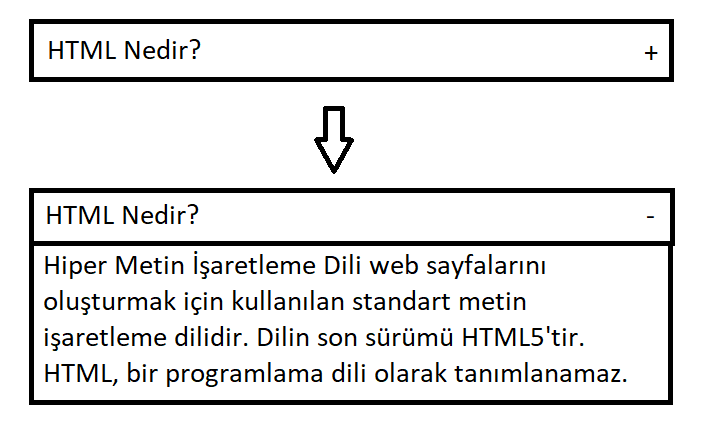 HTML Nedir? +
HTML Nedir? -
Hiper Metin İşaretleme Dili web sayfalarını
oluşturmak için kullanılan standart metin
işaretleme dilidir. Dilin son sürümü HTML5'tir.
HTML, bir programlama dili olarak tanımlanamaz.